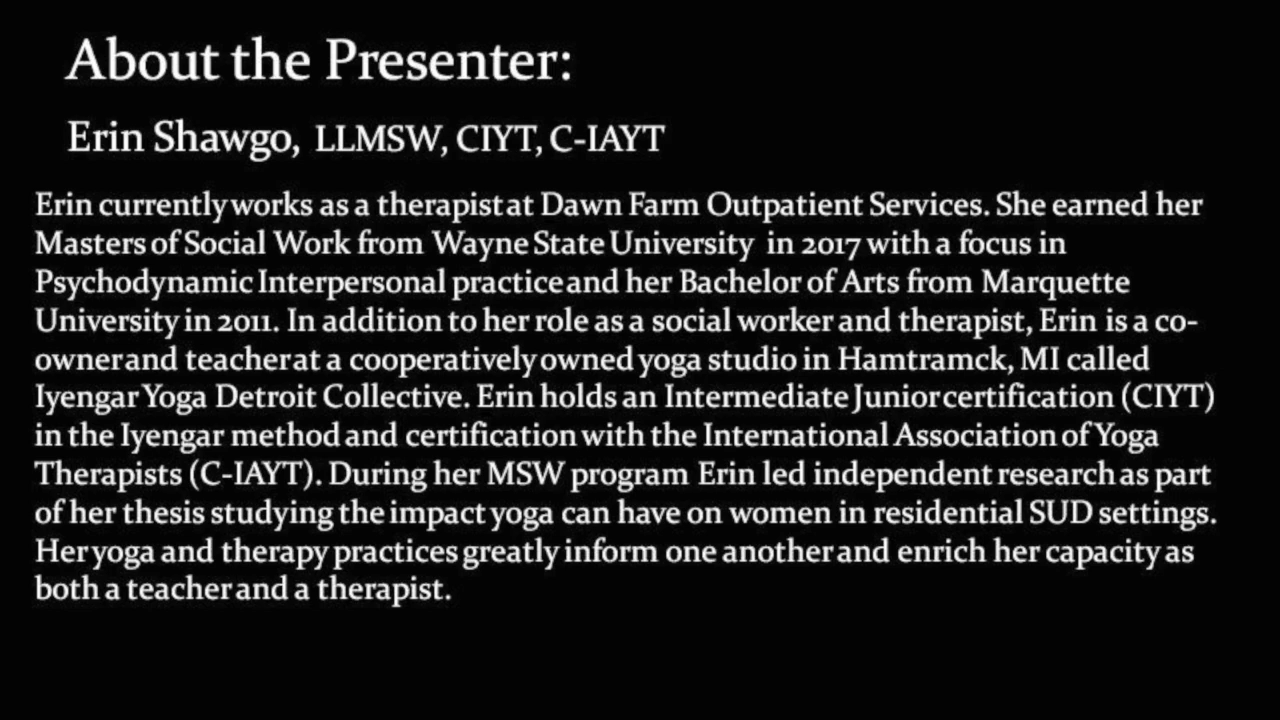 About the Presenter:
Erin Shawgo, LLMSW, CIYT, C-IAYT
Erin currently works as a therapist at Dawn Farm Outpatient Services. She earned her
Masters of Social Work from Wayne State University in 2017 with a focus in
Psychodynamic Interpersonal practice and her Bachelor of Arts from Marquette
University in 2011. In addition to her role as a social worker and therapist, Erin is a co-
owner and teacher at a cooperatively owned yoga studio in Hamtramck, MI called
Iyengar Yoga Detroit Collective. Erin holds an Intermediate Junior certification (CIYT)
in the Iyengar method and certification with the International Association of Yoga
Therapists (C-IAYT). During her MSW program Erin led independent research as part
of her thesis studying the impact yoga can have on women in residential SUD settings.
Her yoga and therapy practices greatly inform one another and enrich her capacity as
both a teacher and a therapist.